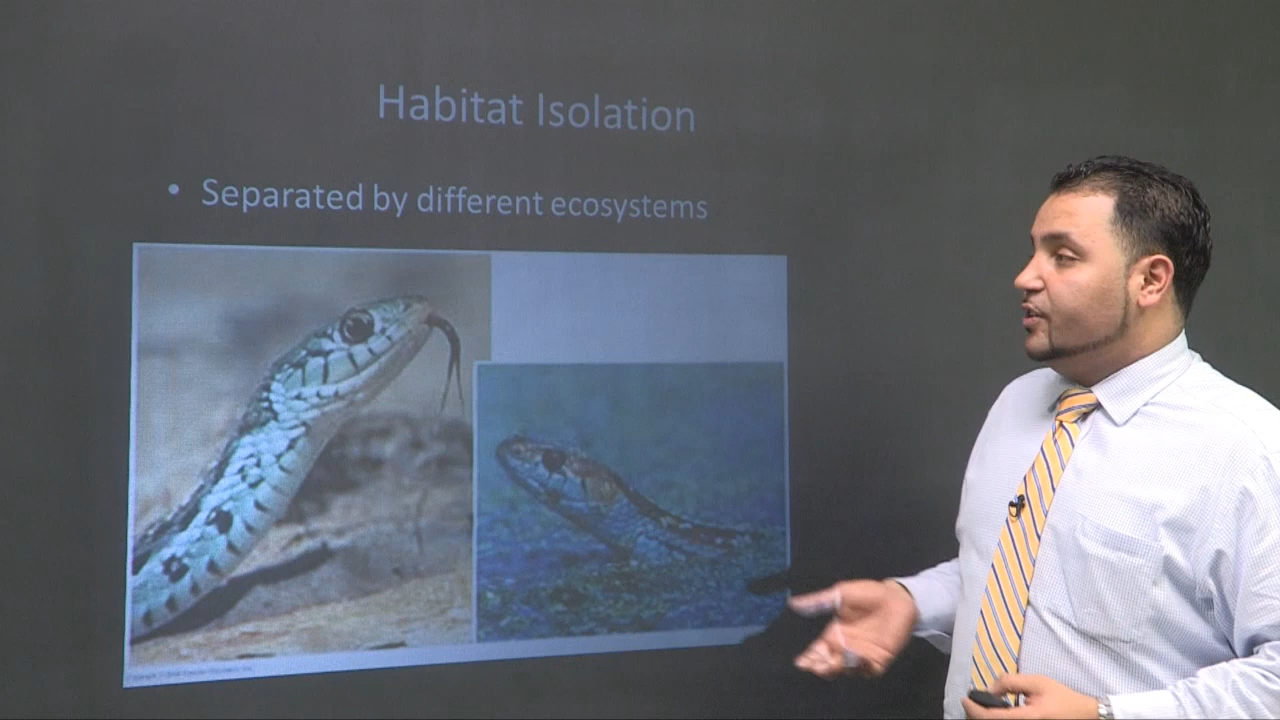 Habitat Isolation
• Separated by different ecosystems